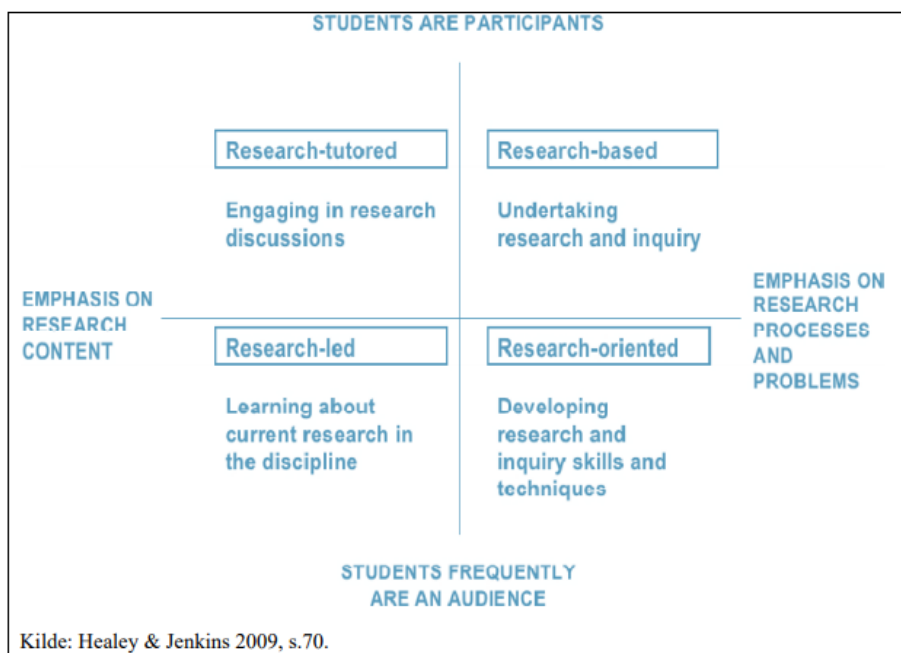 STUDENTS ARE PARTICIPANTS
Research-tutored
Engaging in research
discussions
Research-based
Undertaking
research and inquiry
EMPHASIS ON
RESEARCH
CONTENT
EMPHASIS ON
RESEARCH
PROCESSES
AND
PROBLEMS
Research-led
Learning about
current research in
the discipline
Research-oriented
Developing
research and
inquiry skills and
techniques
STUDENTS FREQUENTLY
ARE AN AUDIENCE
Kilde: Healey & Jenkins 2009, s.70.